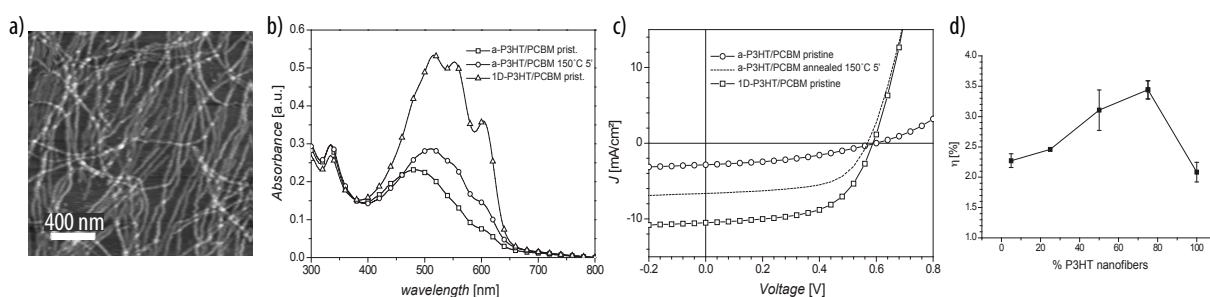 a)
400 nm
b)
Absorbance [a.u.]
0.6
0.5
0.4
0.3
0.2
0.1
0.0
a-P3HT/PCBM prist.
a-P3HT/PCBM 150°C 5'
1D-P3HT/PCBM prist.
300 400 500 600 700 800
wavelength [nm]
c)
J [mA/cm²]
10
0
-10
a-P3HT/PCBM pristine
a-P3HT/PCBM annealed 150°C 5'
1D-P3HT/PCBM pristine
-0.2 0.0 0.2 0.4 0.6 0.8
Voltage [V]
d)
η [%]
4.0
3.5
3.0
2.5
2.0
1.5
1.0
0 20 40 60 80 100
% P3HT nanofibers